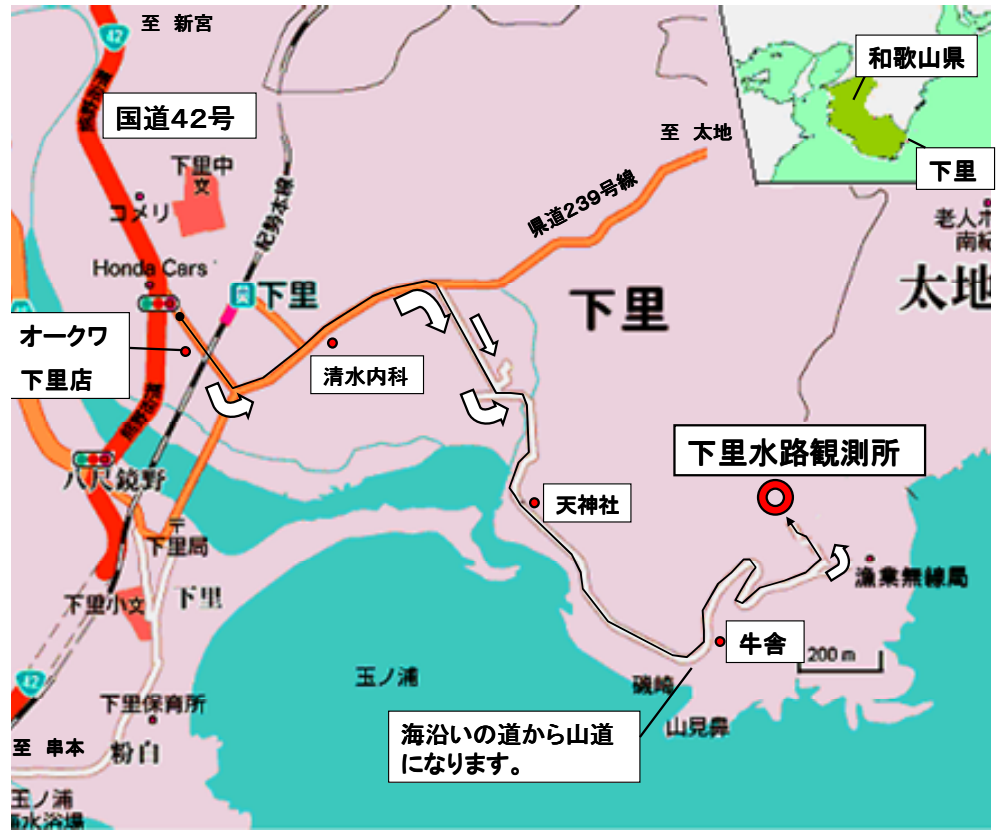 42
至 新宮
国道42号
熊野街道
下里中
文
コメリ
紀勢本線
Honda Cars
下里
オークワ
下里店
清水内科
至 太地
県道239号線
和歌山県
下里
老人ホ
南紀
太地
下里
下里水路観測所
熊野街道
八尺鏡野
天神社
〒
下里局
漁業無線局
下里小文
下里
牛舎
200 m
42
玉ノ浦
磯崎
下里保育所
山見鼻
海沿いの道から山道
になります。
至 串本
粉白
玉ノ浦
海水浴場